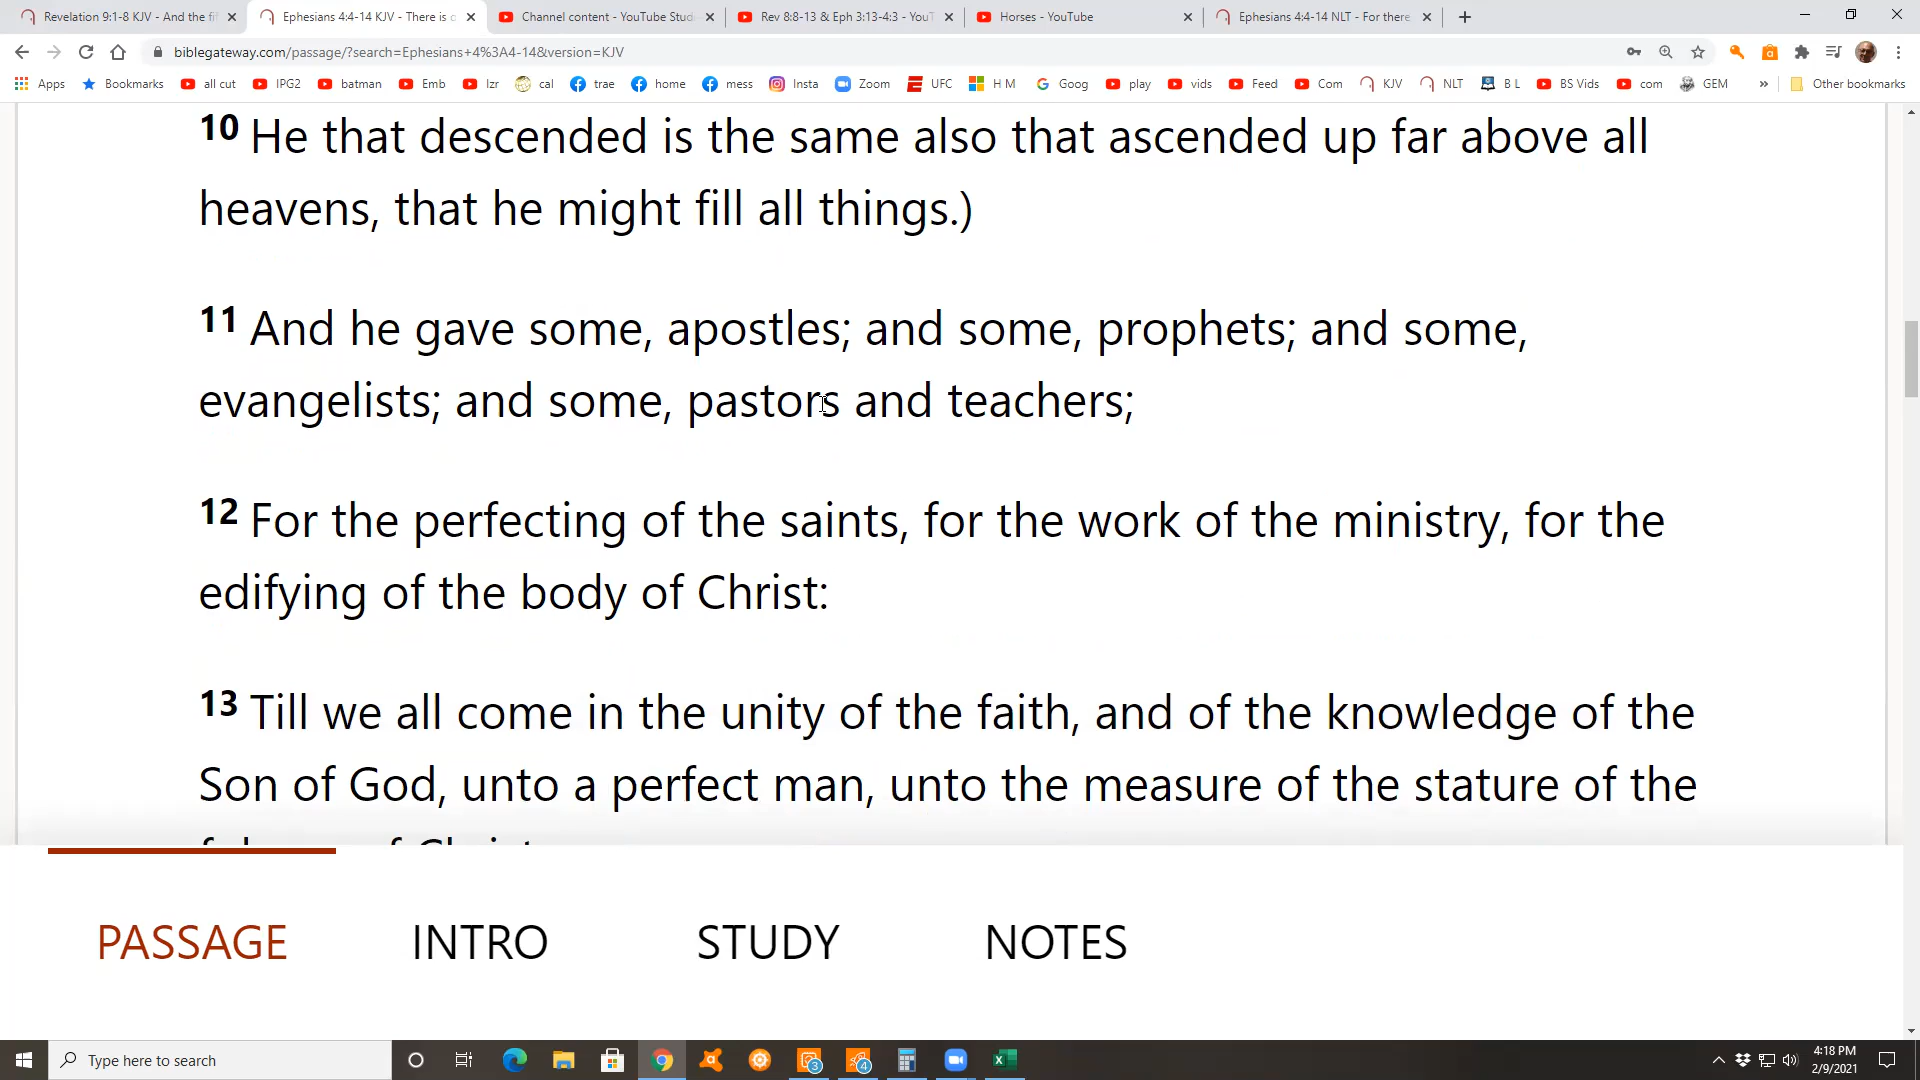 Revelation 9:1-8 KJV - And the fi
Ephesians 4:4-14 KJV - There is o
Channel content - YouTube Stud
Rev 8:8-13 & Eph 3:13-4:3 - YouT
Horses - YouTube
Ephesians 4:4-14 NLT - For there
biblegateway.com/passage/?search=Ephesians+4%3A4-14&version=KJV
Apps Bookmarks all cut IPG2 batman Emb lzr cal trae home mess Insta Zoom UFC H M Goog play vids Feed Com KJV NLT B L BS Vids com GEM » Other bookmarks
10 He that descended is the same also that ascended up far above all
heavens, that he might fill all things.)
11 And he gave some, apostles; and some, prophets; and some,
evangelists; and some, pastors and teachers;
12 For the perfecting of the saints, for the work of the ministry, for the
edifying of the body of Christ:
13 Till we all come in the unity of the faith, and of the knowledge of the
Son of God, unto a perfect man, unto the measure of the stature of the
PASSAGE INTRO STUDY NOTES
Type here to search
3
4
4:18 PM
2/9/2021